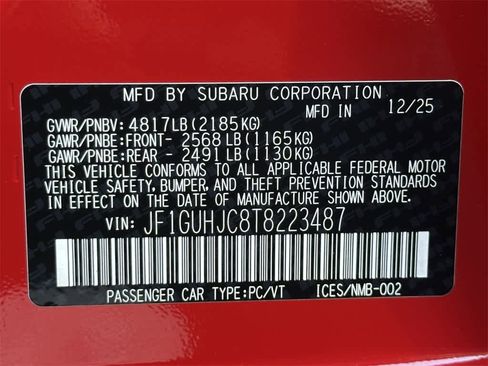 MFD BY SUBARU CORPORATION
MFD IN 12/25
GVWR/PNBV: 4817LB(2185KG)
GAWR/PNBE:FRONT- 2568LB(1165KG)
GAWR/PNBE:REAR - 2491LB(1130KG)
THIS VEHICLE CONFORMS TO ALL APPLICABLE FEDERAL MOTOR
VEHICLE SAFETY, BUMPER, AND THEFT PREVENTION STANDARDS
IN EFFECT ON THE DATE OF MANUFACTURE SHOWN ABOVE.
VIN: JF1GUHJC8T8223487
PASSENGER CAR TYPE:PC/VT ICES/NMB-002